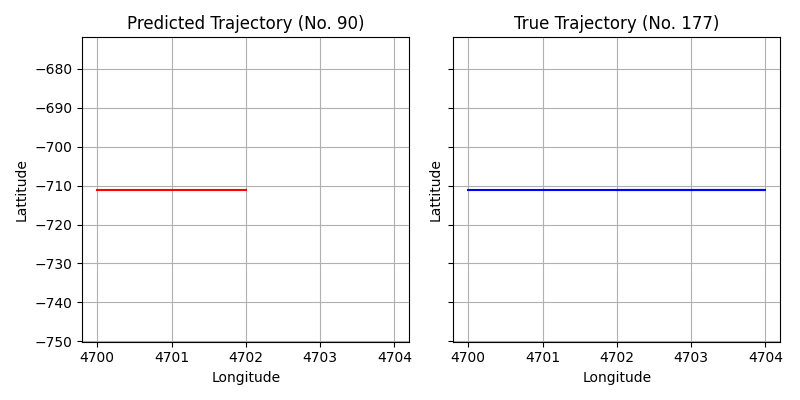 Predicted Trajectory (No. 90)
Lattitude
−680
−690
−700
−710
−720
−730
−740
−750
4700 4701 4702 4703 4704
Longitude
True Trajectory (No. 177)
Lattitude
4700 4701 4702 4703 4704
Longitude